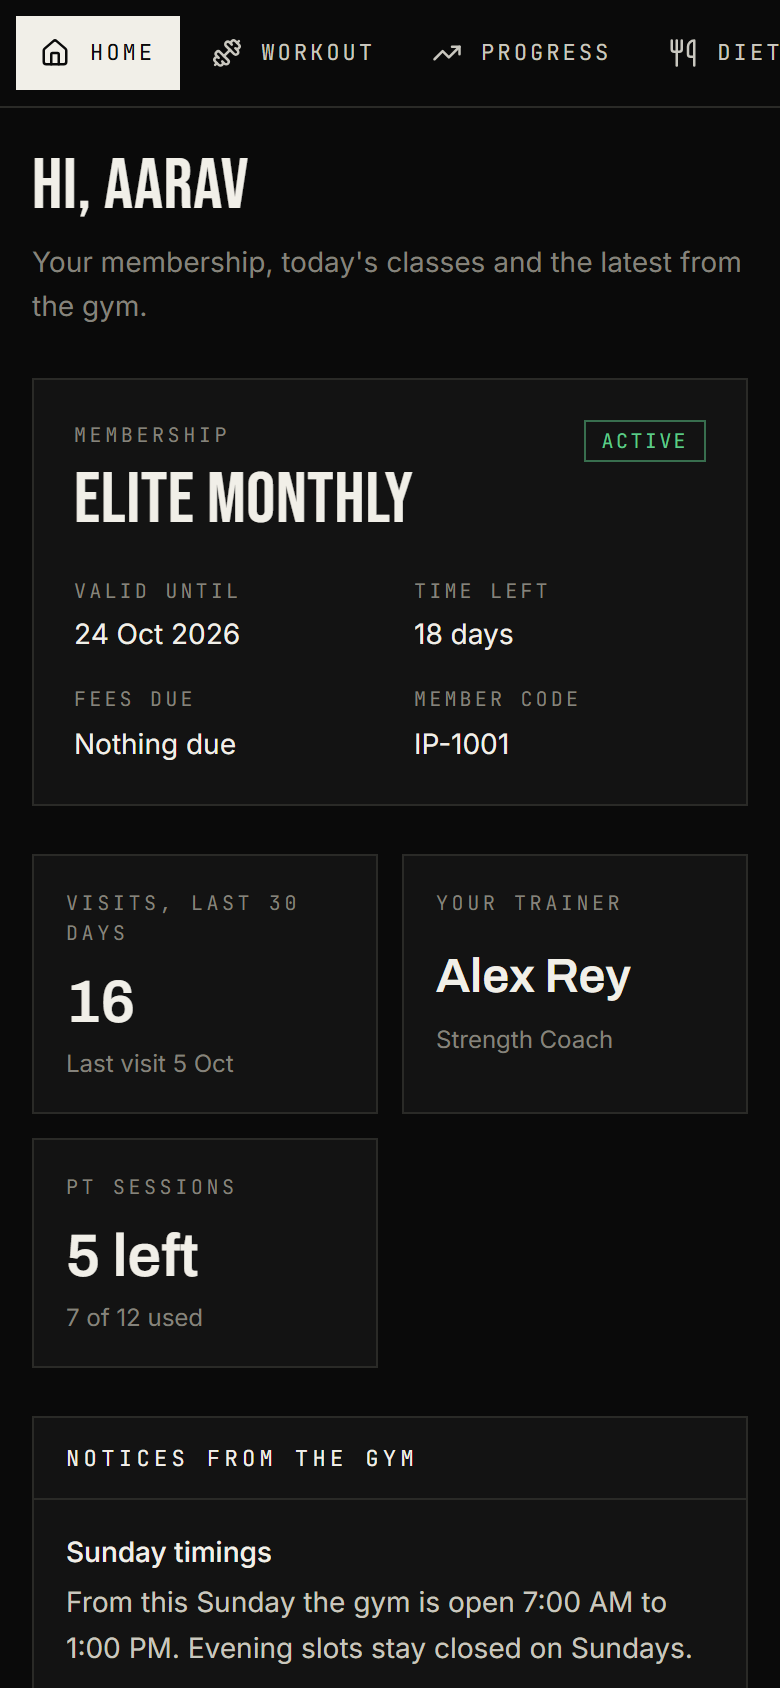 HOME WORKOUT PROGRESS DIET
HI, AARAV
Your membership, today's classes and the latest from
the gym.
MEMBERSHIP
ACTIVE
ELITE MONTHLY
VALID UNTIL
24 Oct 2026
TIME LEFT
18 days
FEES DUE
Nothing due
MEMBER CODE
IP-1001
VISITS, LAST 30
DAYS
16
Last visit 5 Oct
YOUR TRAINER
Alex Rey
Strength Coach
PT SESSIONS
5 left
7 of 12 used
NOTICES FROM THE GYM
Sunday timings
From this Sunday the gym is open 7:00 AM to
1:00 PM. Evening slots stay closed on Sundays.